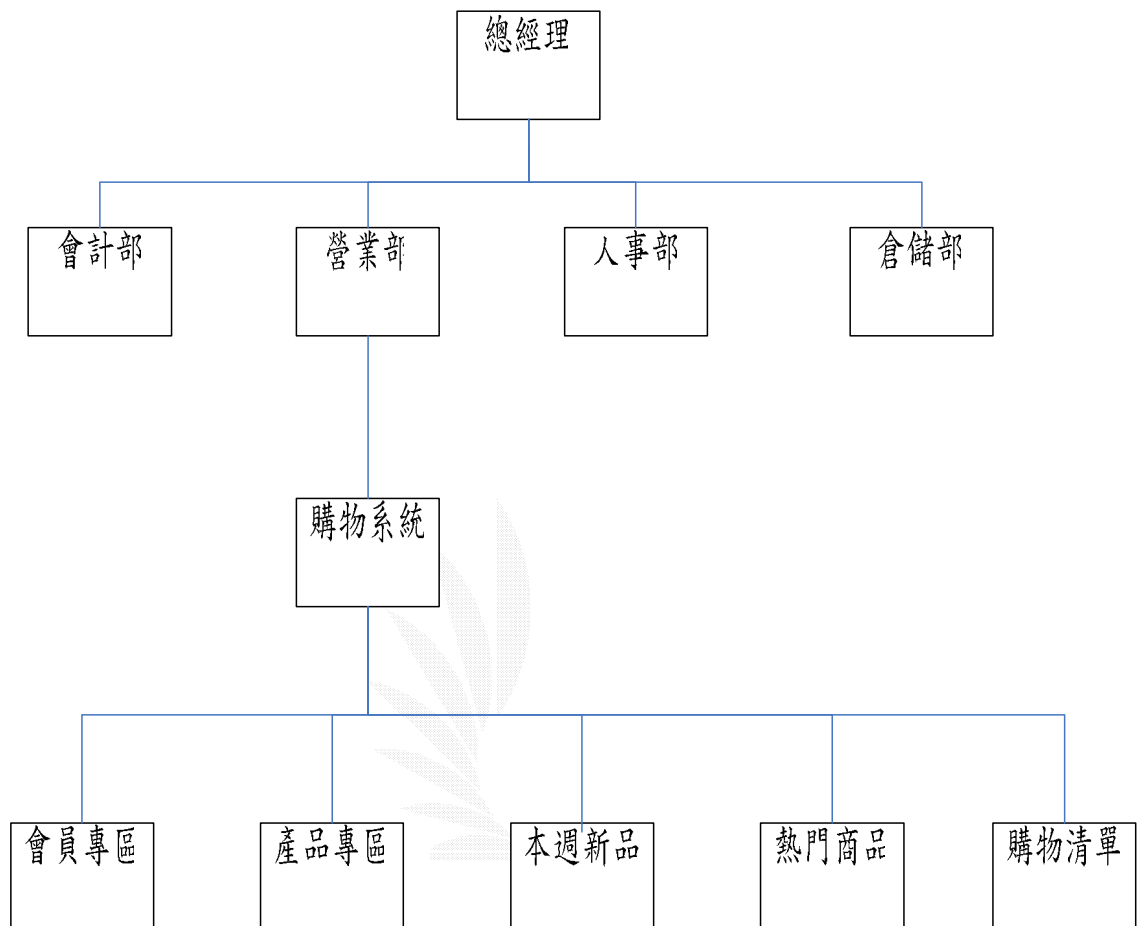 總經理
會計部
營業部
人事部
倉儲部
購物系統
會員專區
產品專區
本週新品
熱門商品
購物清單